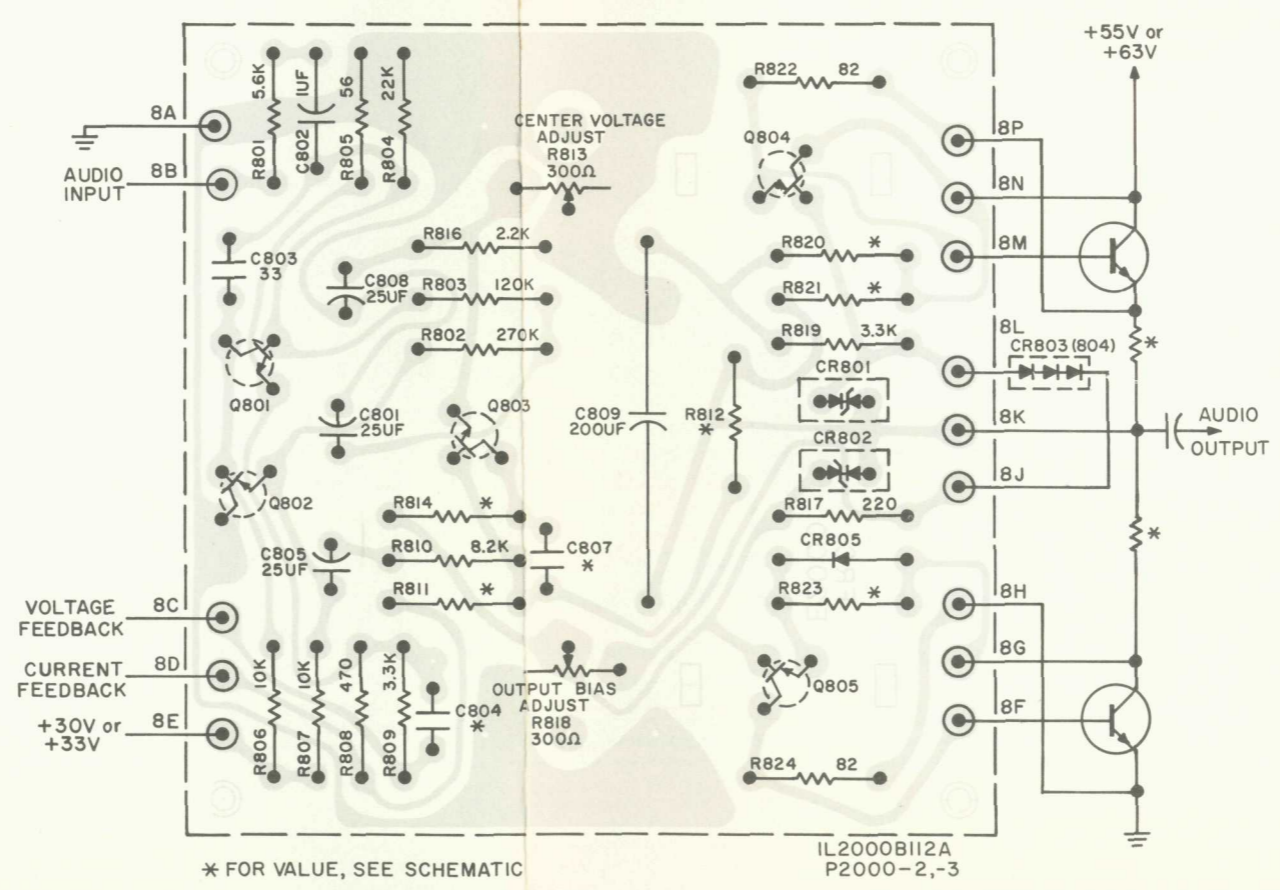 +55V or
+63V
5.6K
R801
1UF
C802
56
R805
22K
R804
R822 82
8A
CENTER VOLTAGE
ADJUST
R813
300Ω
Q804
8P
AUDIO
INPUT
8B
8N
R816 2.2K
R820 *
8M
C803
33
C808
25UF
R803 120K
R821 *
R802 270K
R819 3.3K
8L
CR803 (804)
*
CR801
Q801
C801
25UF
Q803
C809
200UF
R812
*
8K
AUDIO
OUTPUT
CR802
8J
Q802
R814 *
R817 220
*
C805
25UF
R810 8.2K
C807
*
CR805
R811 *
R823 *
8H
VOLTAGE
FEEDBACK
8C
8G
CURRENT
FEEDBACK
8D
10K
R806
10K
R807
470
R808
3.3K
R809
C804
*
OUTPUT BIAS
ADJUST
R818
300Ω
Q805
8F
+30V or
+33V
8E
R824 82
* FOR VALUE, SEE SCHEMATIC
1L2000B112A
P2000-2,-3